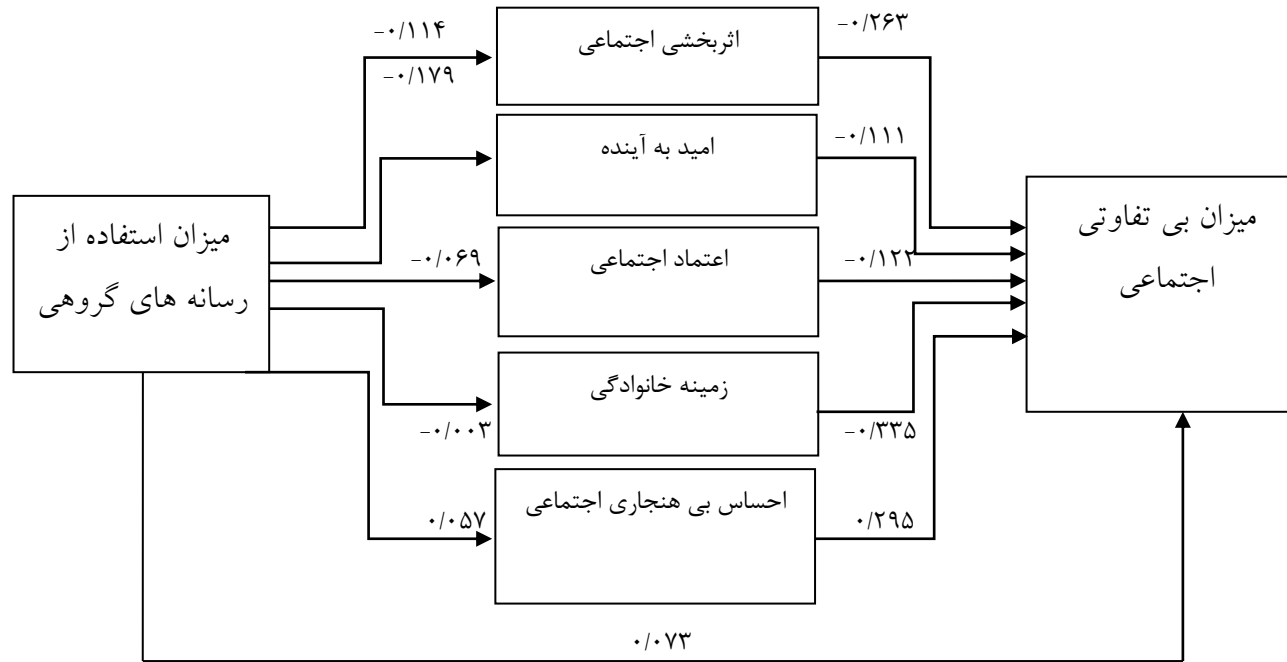 -۰/۱۱۴
اثربخشی اجتماعی
-۰/۲۶۳
-۰/۱۷۹
امید به آینده
-۰/۱۱۱
میزان بی تفاوتی
اجتماعی
میزان استفاده از
رسانه های گروهی
-۰/۰۶۹
اعتماد اجتماعی
-۰/۱۲۲
زمینه خانوادگی
-۰/۰۰۳
-۰/۳۳۵
احساس بی هنجاری اجتماعی
۰/۰۵۷
۰/۲۹۵
۰/۰۷۳